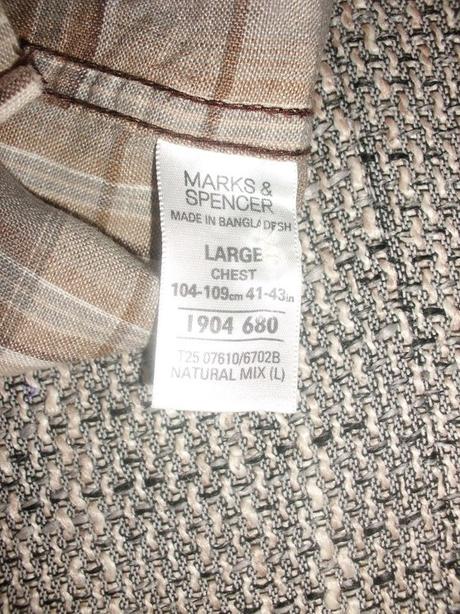 MARKS &
SPENCER
MADE IN BANGLADESH
LARGE
CHEST
104-109cm 41-43in
1904 680
T25 07610/6702B
NATURAL MIX (L)